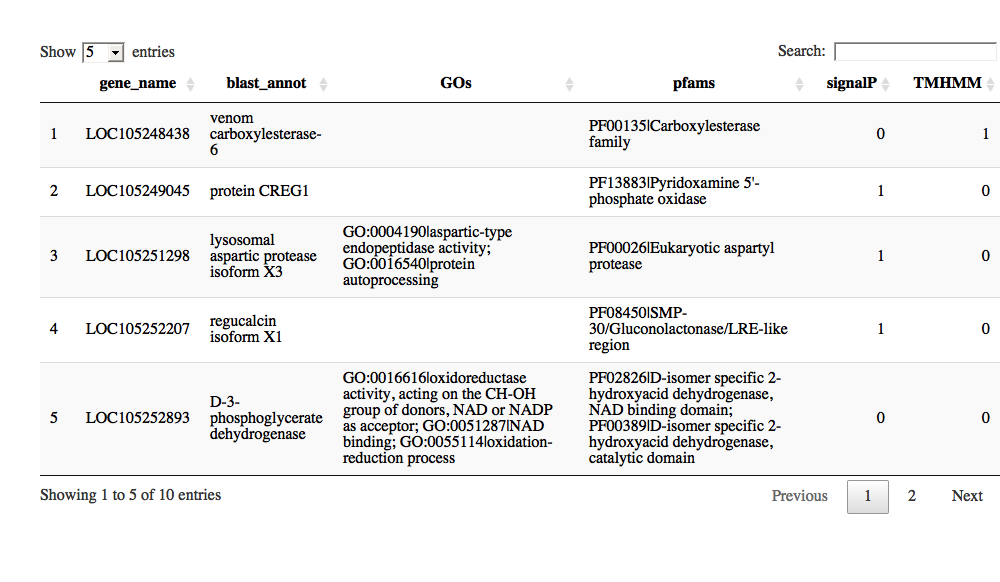 Show 5 entries
Search:
gene_name blast_annot GOs pfams signalP TMHMM
1 LOC105248438 venom carboxylesterase-6 PF00135|Carboxylesterase family 0 1
2 LOC105249045 protein CREG1 PF13883|Pyridoxamine 5'-phosphate oxidase 1 0
3 LOC105251298 lysosomal aspartic protease isoform X3 GO:0004190|aspartic-type endopeptidase activity; GO:0016540|protein autoprocessing PF00026|Eukaryotic aspartyl protease 1 0
4 LOC105252207 regucalcin isoform X1 PF08450|SMP-30/Gluconolactonase/LRE-like region 1 0
5 LOC105252893 D-3-phosphoglycerate dehydrogenase GO:0016616|oxidoreductase activity, acting on the CH-OH group of donors, NAD or NADP as acceptor; GO:0051287|NAD binding; GO:0055114|oxidation-reduction process PF02826|D-isomer specific 2-hydroxyacid dehydrogenase, NAD binding domain; PF00389|D-isomer specific 2-hydroxyacid dehydrogenase, catalytic domain 0 0
Showing 1 to 5 of 10 entries
Previous 1 2 Next